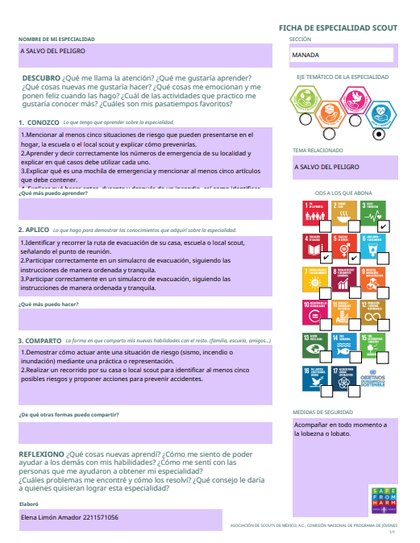 FICHA DE ESPECIALIDAD SCOUT
NOMBRE DE MI ESPECIALIDAD
A SALVO DEL PELIGRO
SECCIÓN
MANADA
DESCUBRO ¿Qué me llama la atención? ¿Qué me gustaría aprender?
¿Qué cosas nuevas me gustaría hacer? ¿Qué cosas me emocionan y me
ponen feliz cuando las hago? ¿Cuál de las actividades que practico me
gustaría conocer más? ¿Cuáles son mis pasatiempos favoritos?
EJE TEMÁTICO DE LA ESPECIALIDAD
1. CONOZCO Lo que tengo que aprender sobre la especialidad.
1.Mencionar al menos cinco situaciones de riesgo que pueden presentarse en el
hogar, la escuela o el local scout y explicar cómo prevenirlas.
2.Aprender y decir correctamente los números de emergencia de su localidad y
explicar en qué casos debe utilizar cada uno.
3.Explicar qué es una mochila de emergencia y mencionar al menos cinco artículos
que debe contener.
¿Qué más puedo aprender?
TEMA RELACIONADO
A SALVO DEL PELIGRO
ODS A LOS QUE ABONA
2. APLICO Lo que hago para demostrar los conocimientos que adquirí sobre la especialidad.
1.Identificar y recorrer la ruta de evacuación de su casa, escuela o local scout,
señalando el punto de reunión.
2.Participar correctamente en un simulacro de evacuación, siguiendo las
instrucciones de manera ordenada y tranquila.
3.Participar correctamente en un simulacro de evacuación, siguiendo las
instrucciones de manera ordenada y tranquila.
¿Qué más puedo hacer?
3. COMPARTO La forma en que comparto mis nuevas habilidades con el resto. (familia, escuela, amigos...)
1.Demostrar cómo actuar ante una situación de riesgo (sismo, incendio o
inundación) mediante una práctica o representación.
2.Realizar un recorrido por su casa o local scout para identificar al menos cinco
posibles riesgos y proponer acciones para prevenir accidentes.
¿De qué otras formas puedo compartir?
MEDIDAS DE SEGURIDAD
Acompañar en todo momento a
la lobezna o lobato.
REFLEXIONO ¿Qué cosas nuevas aprendí? ¿Cómo me siento de poder
ayudar a los demás con mis habilidades? ¿Cómo me sentí con las
personas que me ayudaron a obtener mi especialidad?
¿Cuáles problemas me encontré y cómo los resolví? ¿Qué consejo le daría
a quienes quisieran lograr esta especialidad?
Elaboró
Elena Limón Amador 2211571056
SAFE
FROM
HARM
ASOCIACIÓN DE SCOUTS DE MÉXICO, A.C., COMISIÓN NACIONAL DE PROGRAMA DE JÓVENES